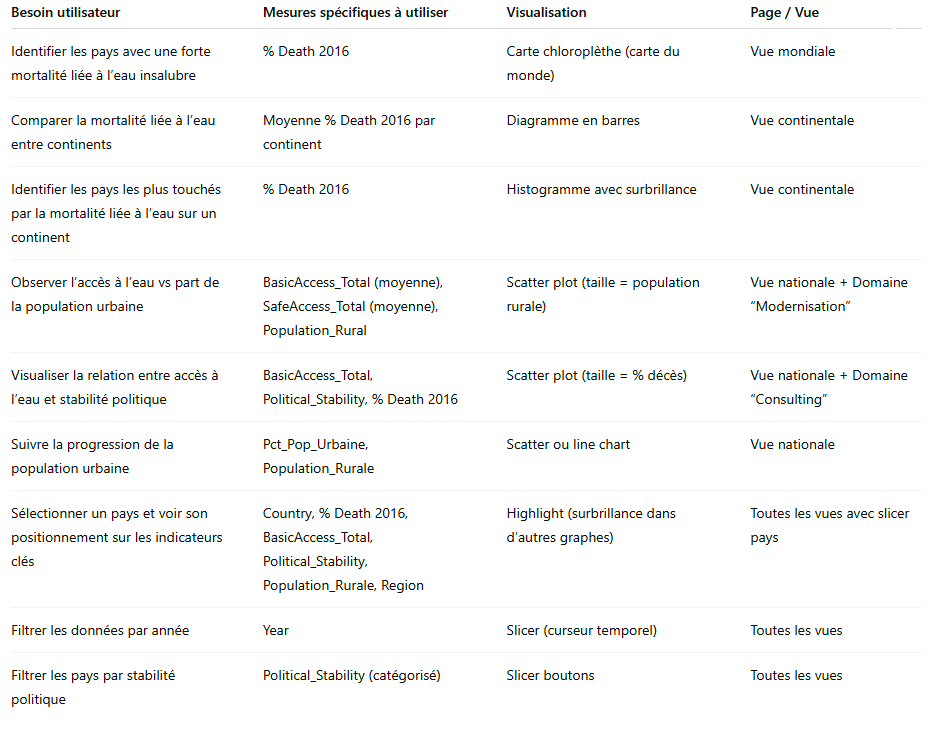 Besoin utilisateur
Mesures spécifiques à utiliser
Visualisation
Page / Vue
Identifier les pays avec une forte
mortalité liée à l’eau insalubre
% Death 2016
Carte chloroplèthe (carte du
monde)
Vue mondiale
Comparer la mortalité liée à l’eau
entre continents
Moyenne % Death 2016 par
continent
Diagramme en barres
Vue continentale
Identifier les pays les plus touchés
par la mortalité liée à l’eau sur un
continent
% Death 2016
Histogramme avec surbrillance
Vue continentale
Observer l’accès à l’eau vs part de
la population urbaine
BasicAccess_Total (moyenne),
SafeAccess_Total (moyenne),
Population_Rural
Scatter plot (taille = population
rurale)
Vue nationale + Domaine
“Modernisation”
Visualiser la relation entre accès à
l’eau et stabilité politique
BasicAccess_Total,
Political_Stability, % Death 2016
Scatter plot (taille = % décès)
Vue nationale + Domaine
“Consulting”
Suivre la progression de la
population urbaine
Pct_Pop_Urbaine,
Population_Rurale
Scatter ou line chart
Vue nationale
Sélectionner un pays et voir son
positionnement sur les indicateurs
clés
Country, % Death 2016,
BasicAccess_Total,
Political_Stability,
Population_Rurale, Region
Highlight (surbrillance dans
d’autres graphes)
Toutes les vues avec slicer
pays
Filtrer les données par année
Year
Slicer (curseur temporel)
Toutes les vues
Filtrer les pays par stabilité
politique
Political_Stability (catégorisé)
Slicer boutons
Toutes les vues